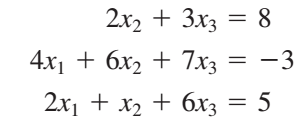 2x₂ + 3x₃ = 8
4x₁ + 6x₂ + 7x₃ = −3
2x₁ + x₂ + 6x₃ = 5